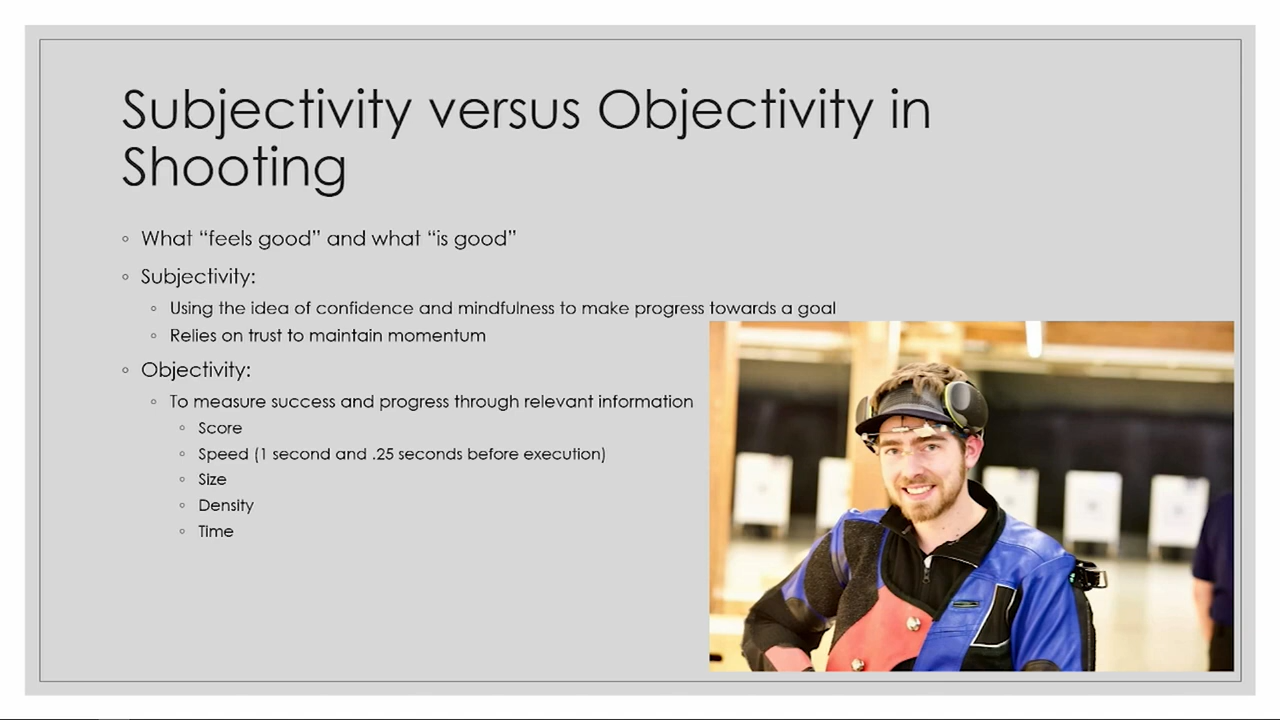 Subjectivity versus Objectivity in
Shooting
◦ What “feels good” and what “is good”
◦ Subjectivity:
◦ Using the idea of confidence and mindfulness to make progress towards a goal
◦ Relies on trust to maintain momentum
◦ Objectivity:
◦ To measure success and progress through relevant information
◦ Score
◦ Speed (1 second and .25 seconds before execution)
◦ Size
◦ Density
◦ Time